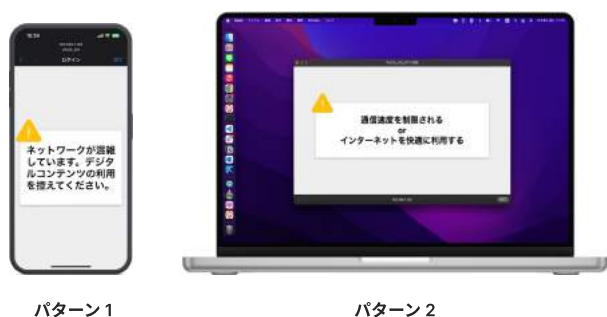 ログイン
ネットワークが混雑
しています。デジタ
ルコンテンツの利用
を控えてください。
通信速度を制限される
or
インターネットを快適に利用する
パターン 1
パターン 2